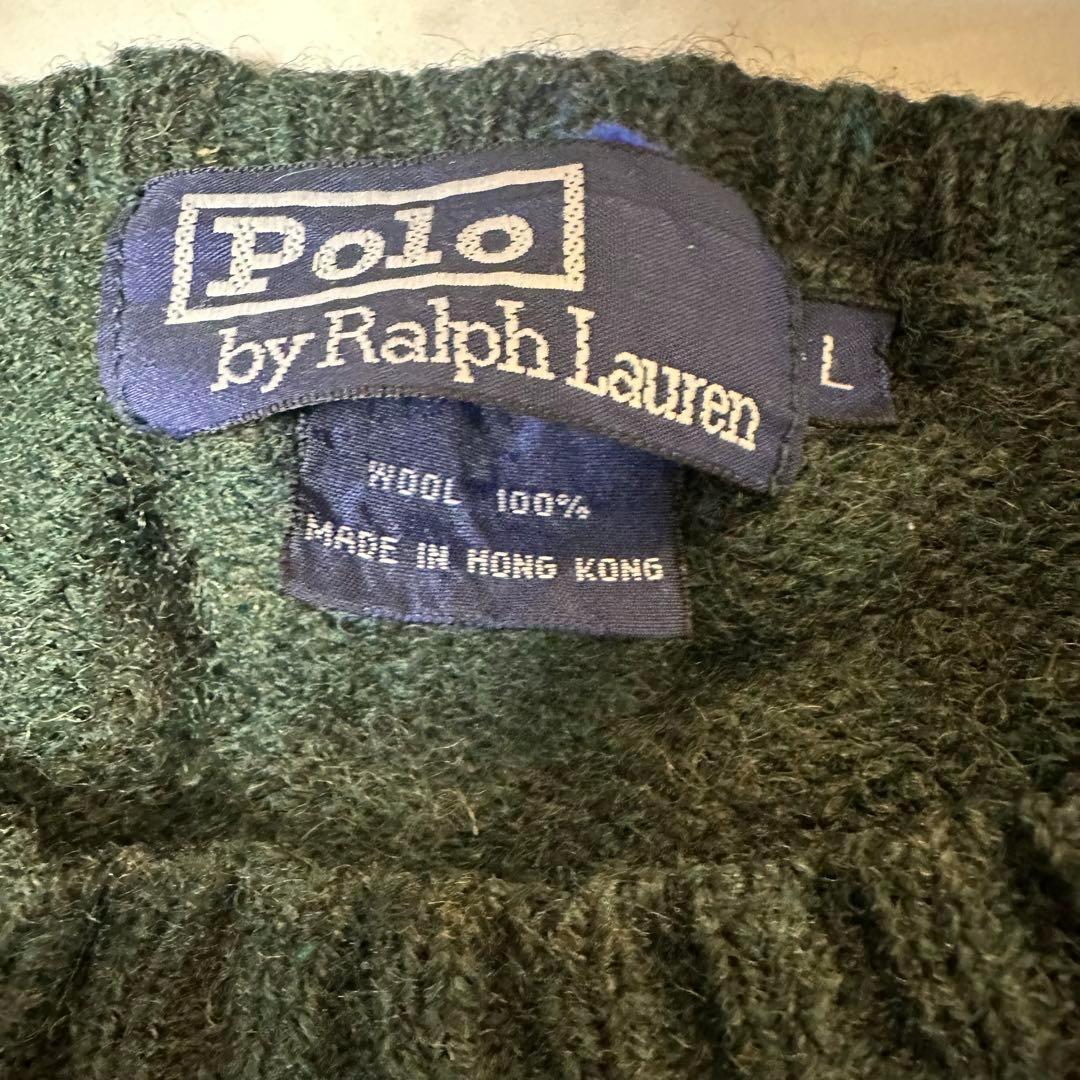 Polo
by Ralph Lauren
L
WOOL 100%
MADE IN HONG KONG